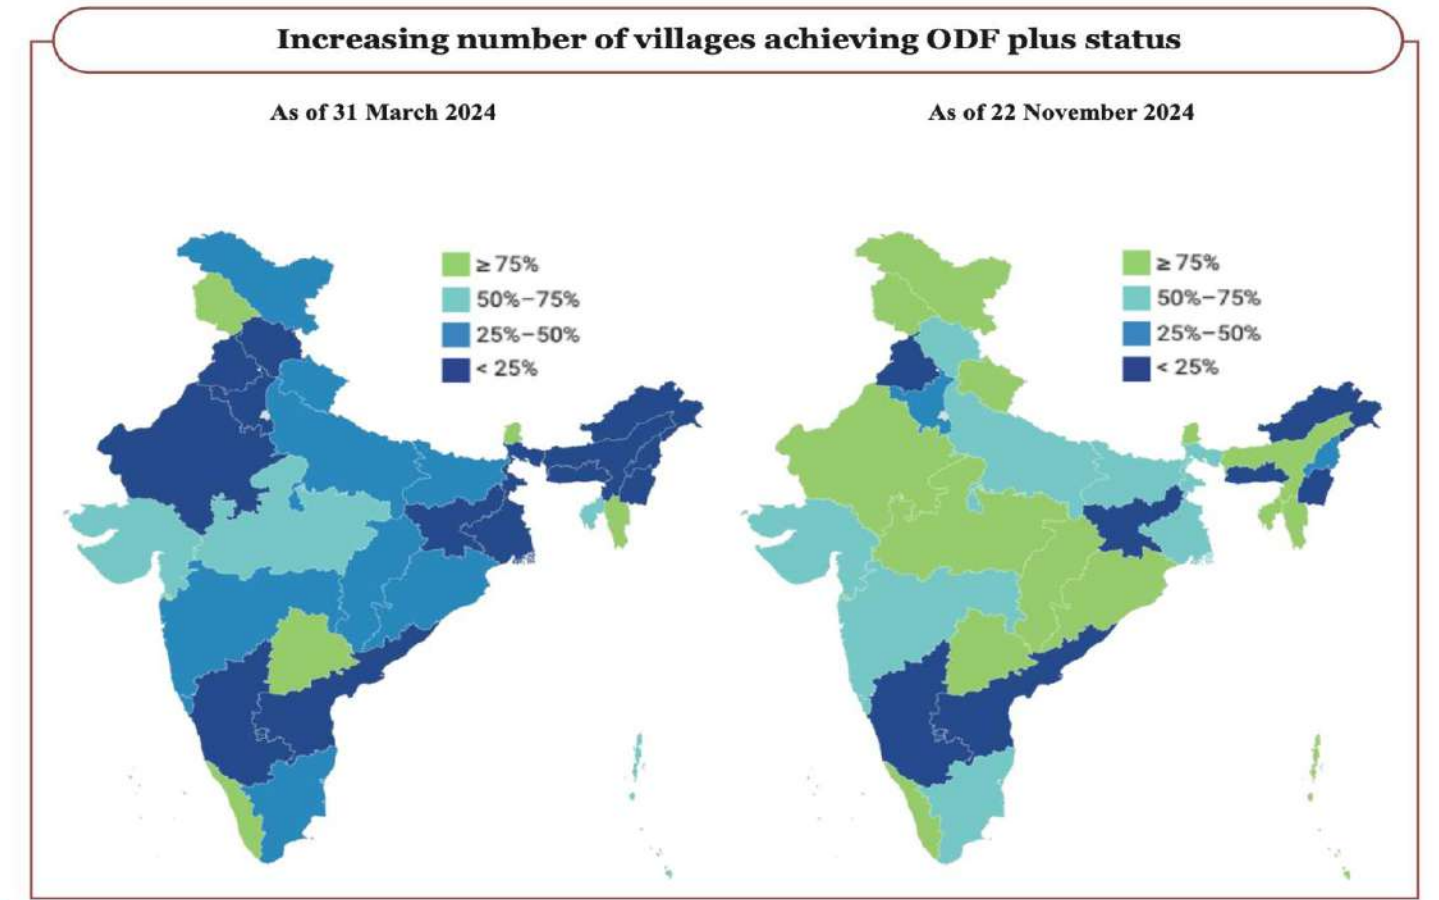 Increasing number of villages achieving ODF plus status
As of 31 March 2024
≥ 75%
50%–75%
25%–50%
< 25%
As of 22 November 2024
≥ 75%
50%–75%
25%–50%
< 25%